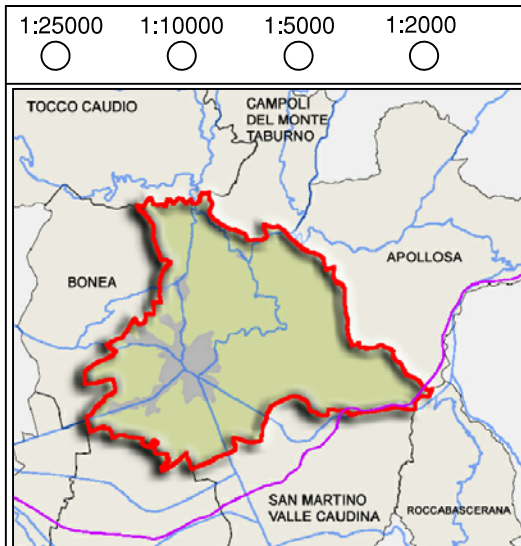 1:25000 1:10000 1:5000 1:2000
TOCCO CAUDIO
CAMPOLI
DEL MONTE
TABURNO
APOLLOSA
BONEA
SAN MARTINO
VALLE CAUDINA
ROCCABASCERANA